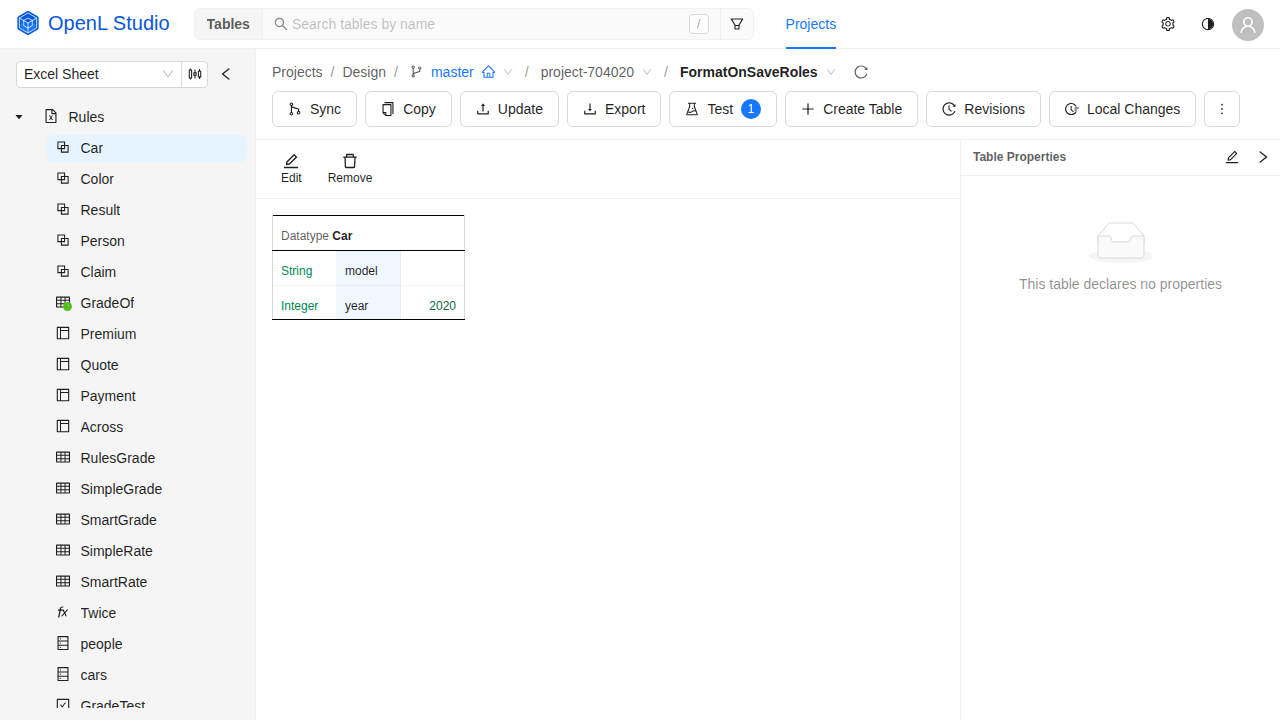 OpenL Studio
Tables
Search tables by name
/
Projects
Excel Sheet
Projects / Design / master / project-704020 / FormatOnSaveRoles
Sync
Copy
Update
Export
Test 1
Create Table
Revisions
Local Changes
Rules
Car
Color
Result
Person
Claim
GradeOf
Premium
Quote
Payment
Across
RulesGrade
SimpleGrade
SmartGrade
SimpleRate
SmartRate
Twice
people
cars
GradeTest
Edit
Remove
Datatype Car
String model
Integer year 2020
Table Properties
This table declares no properties